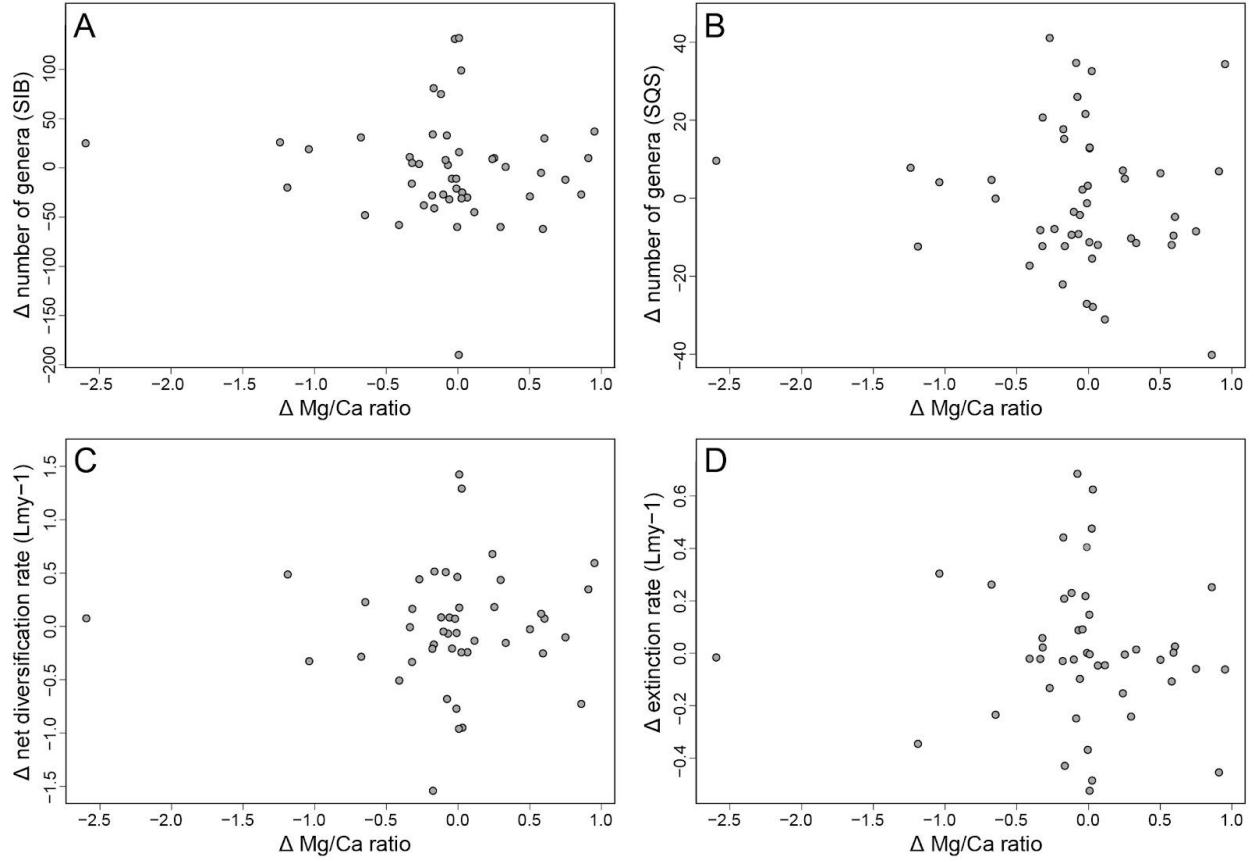 A
Δ number of genera (SIB)
100
50
0
−50
−100
−150
−200
−2.5 −2.0 −1.5 −1.0 −0.5 0.0 0.5 1.0
Δ Mg/Ca ratio
B
Δ number of genera (SQS)
40
20
0
−20
−40
−2.5 −2.0 −1.5 −1.0 −0.5 0.0 0.5 1.0
Δ Mg/Ca ratio
C
Δ net diversification rate (Lmy−1)
1.5
1.0
0.5
0.0
−0.5
−1.0
−1.5
−2.5 −2.0 −1.5 −1.0 −0.5 0.0 0.5 1.0
Δ Mg/Ca ratio
D
Δ extinction rate (Lmy−1)
0.6
0.4
0.2
0.0
−0.2
−0.4
−2.5 −2.0 −1.5 −1.0 −0.5 0.0 0.5 1.0
Δ Mg/Ca ratio